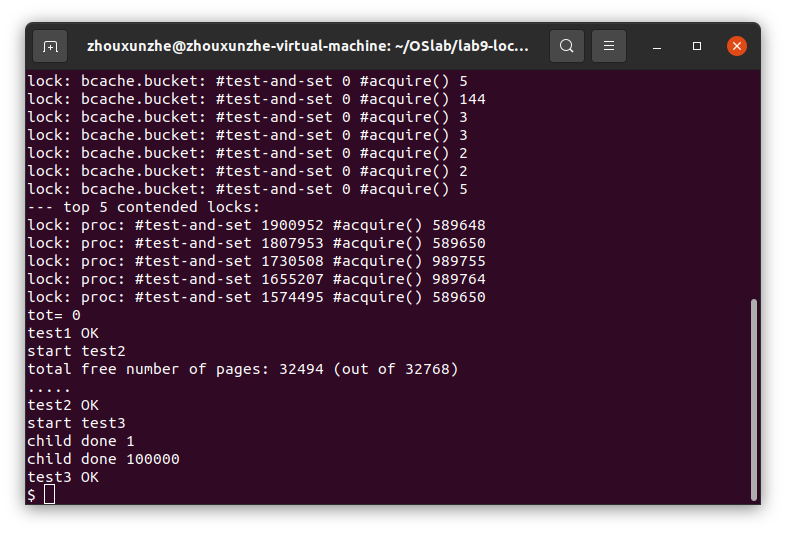 zhouxunzhe@zhouxunzhe-virtual-machine: ~/OSlab/lab9-loc...
lock: bcache.bucket: #test-and-set 0 #acquire() 5
lock: bcache.bucket: #test-and-set 0 #acquire() 144
lock: bcache.bucket: #test-and-set 0 #acquire() 3
lock: bcache.bucket: #test-and-set 0 #acquire() 3
lock: bcache.bucket: #test-and-set 0 #acquire() 2
lock: bcache.bucket: #test-and-set 0 #acquire() 2
lock: bcache.bucket: #test-and-set 0 #acquire() 5
--- top 5 contended locks:
lock: proc: #test-and-set 1900952 #acquire() 589648
lock: proc: #test-and-set 1807953 #acquire() 589650
lock: proc: #test-and-set 1730508 #acquire() 989755
lock: proc: #test-and-set 1655207 #acquire() 989764
lock: proc: #test-and-set 1574495 #acquire() 589650
tot= 0
test1 OK
start test2
total free number of pages: 32494 (out of 32768)
.....
test2 OK
start test3
child done 1
child done 100000
test3 OK
$